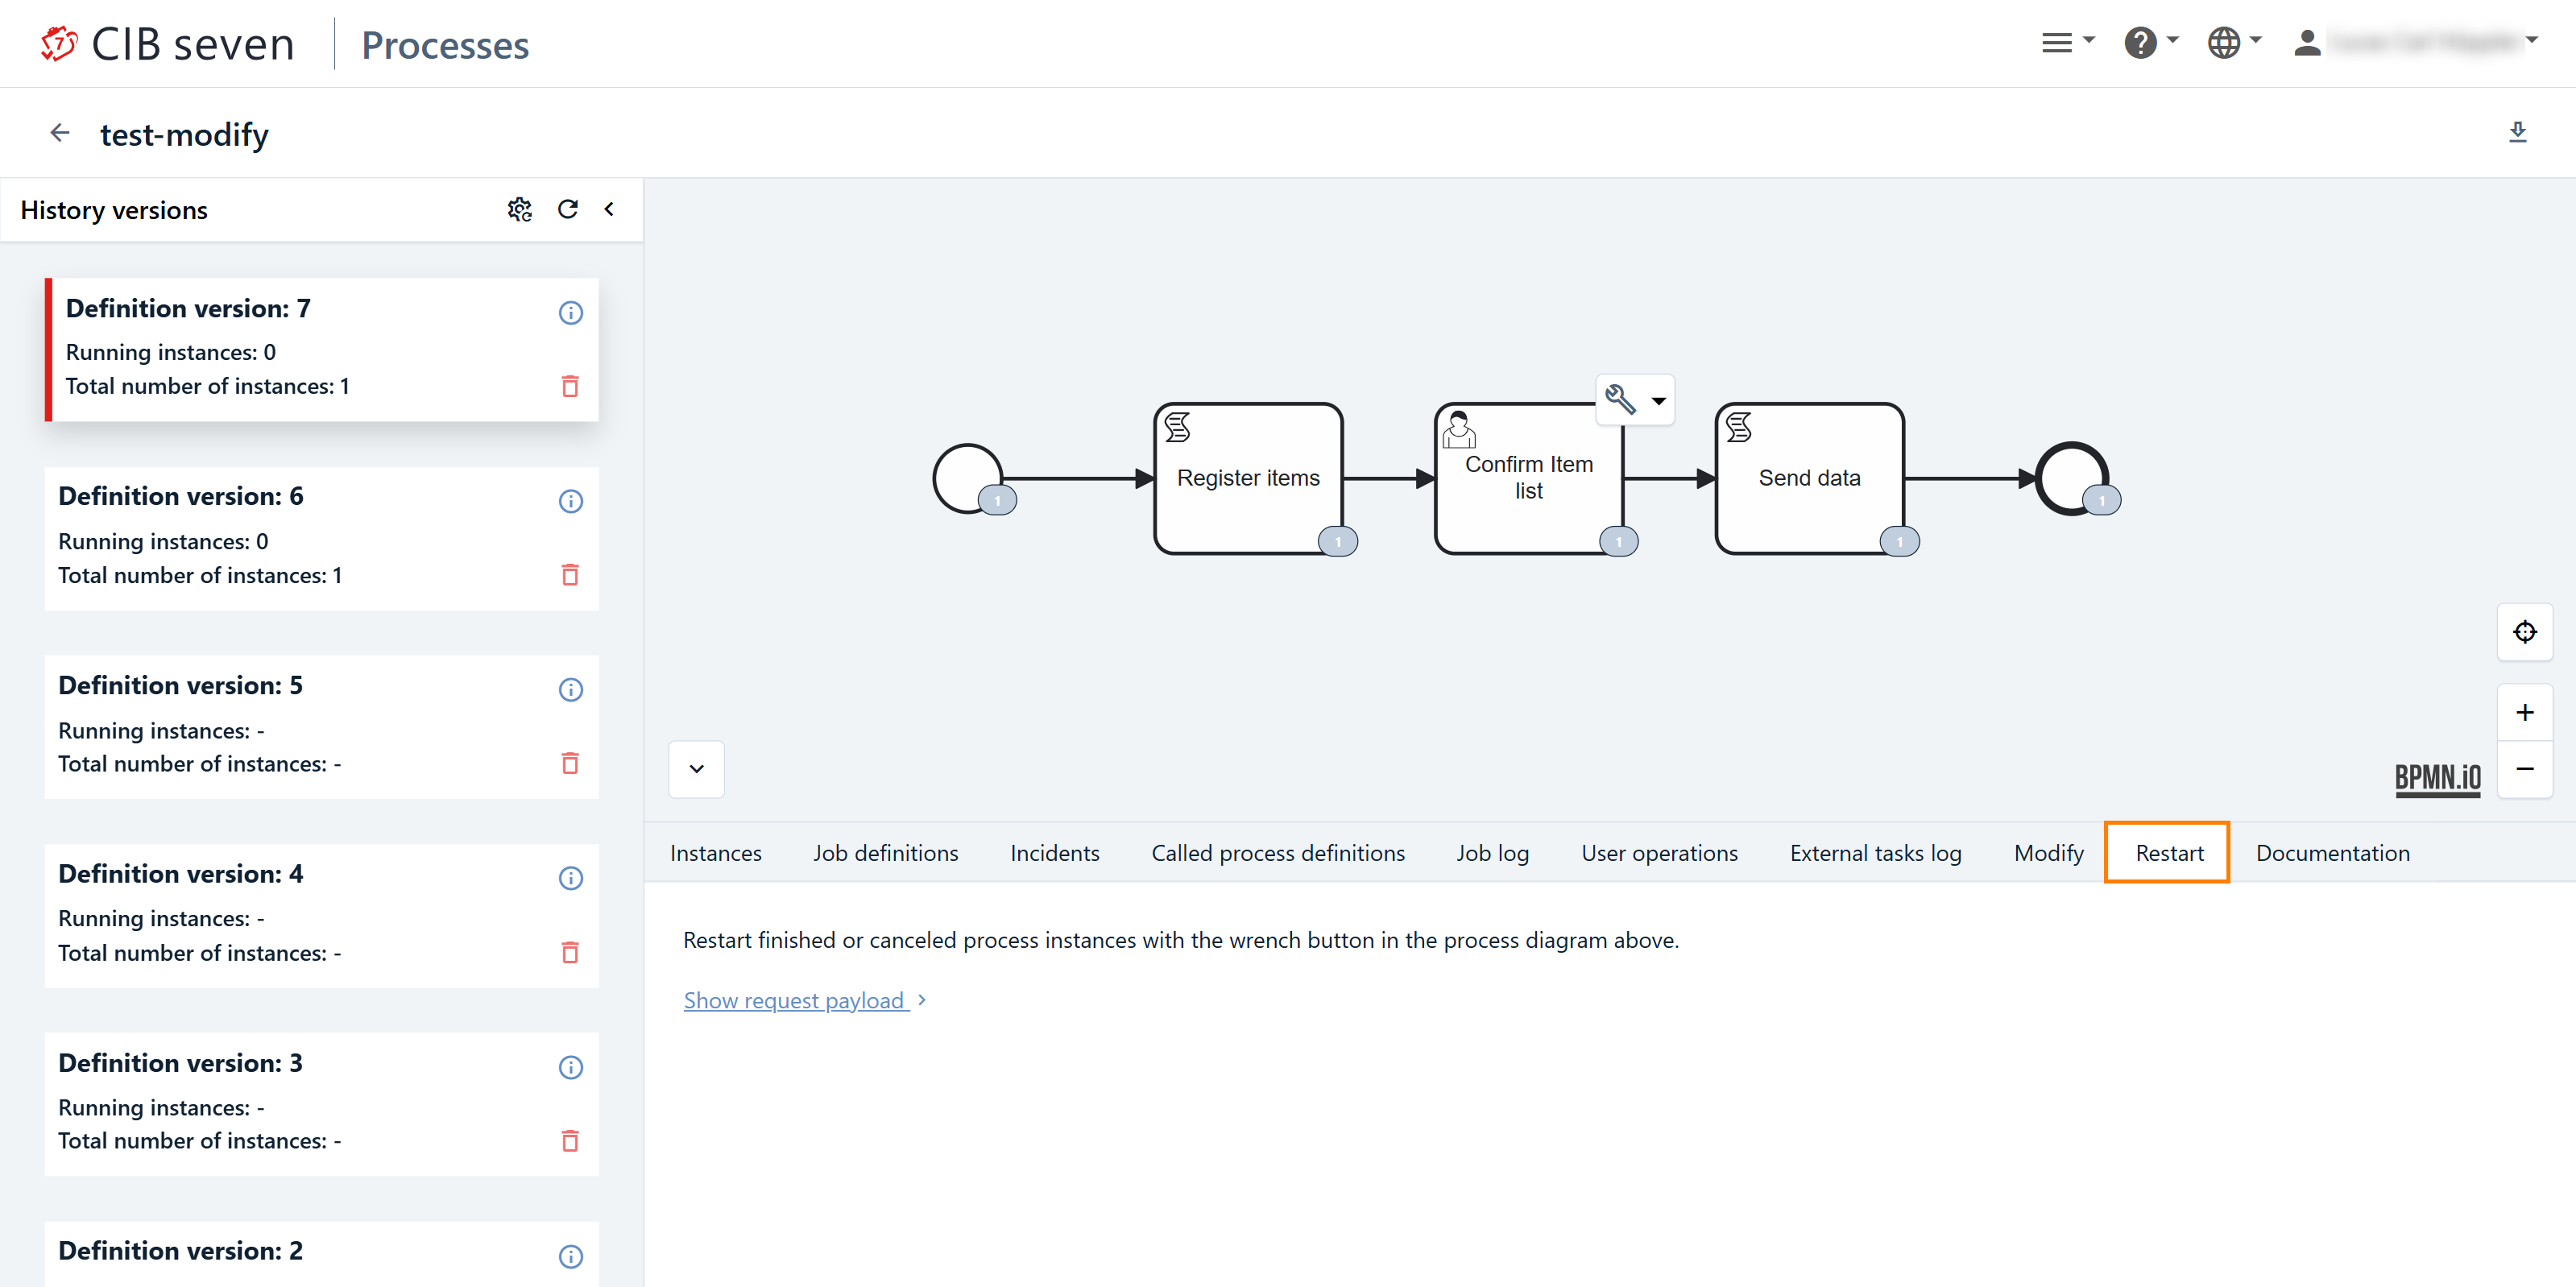 7 CIB seven
Processes
?
test-modify
History versions
Definition version: 7
Running instances: 0
Total number of instances: 1
Definition version: 6
Running instances: 0
Total number of instances: 1
Definition version: 5
Running instances: -
Total number of instances: -
Definition version: 4
Running instances: -
Total number of instances: -
Definition version: 3
Running instances: -
Total number of instances: -
Definition version: 2
1
Register items
1
Confirm Item
list
1
Send data
1
1
BPMN.iO
Instances Job definitions Incidents Called process definitions Job log User operations External tasks log Modify Restart Documentation
Restart finished or canceled process instances with the wrench button in the process diagram above.
Show request payload